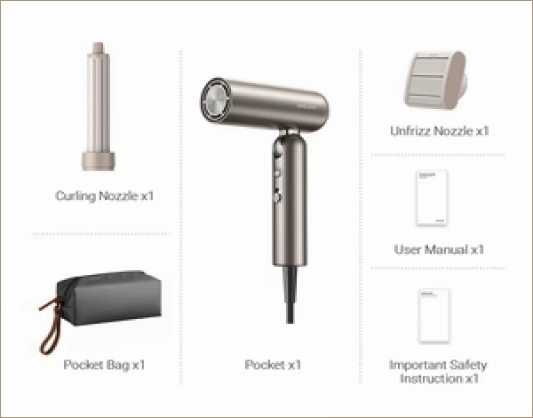 Curling Nozzle x1
Pocket Bag x1
Pocket x1
Unfrizz Nozzle x1
User Manual x1
Important Safety
Instruction x1